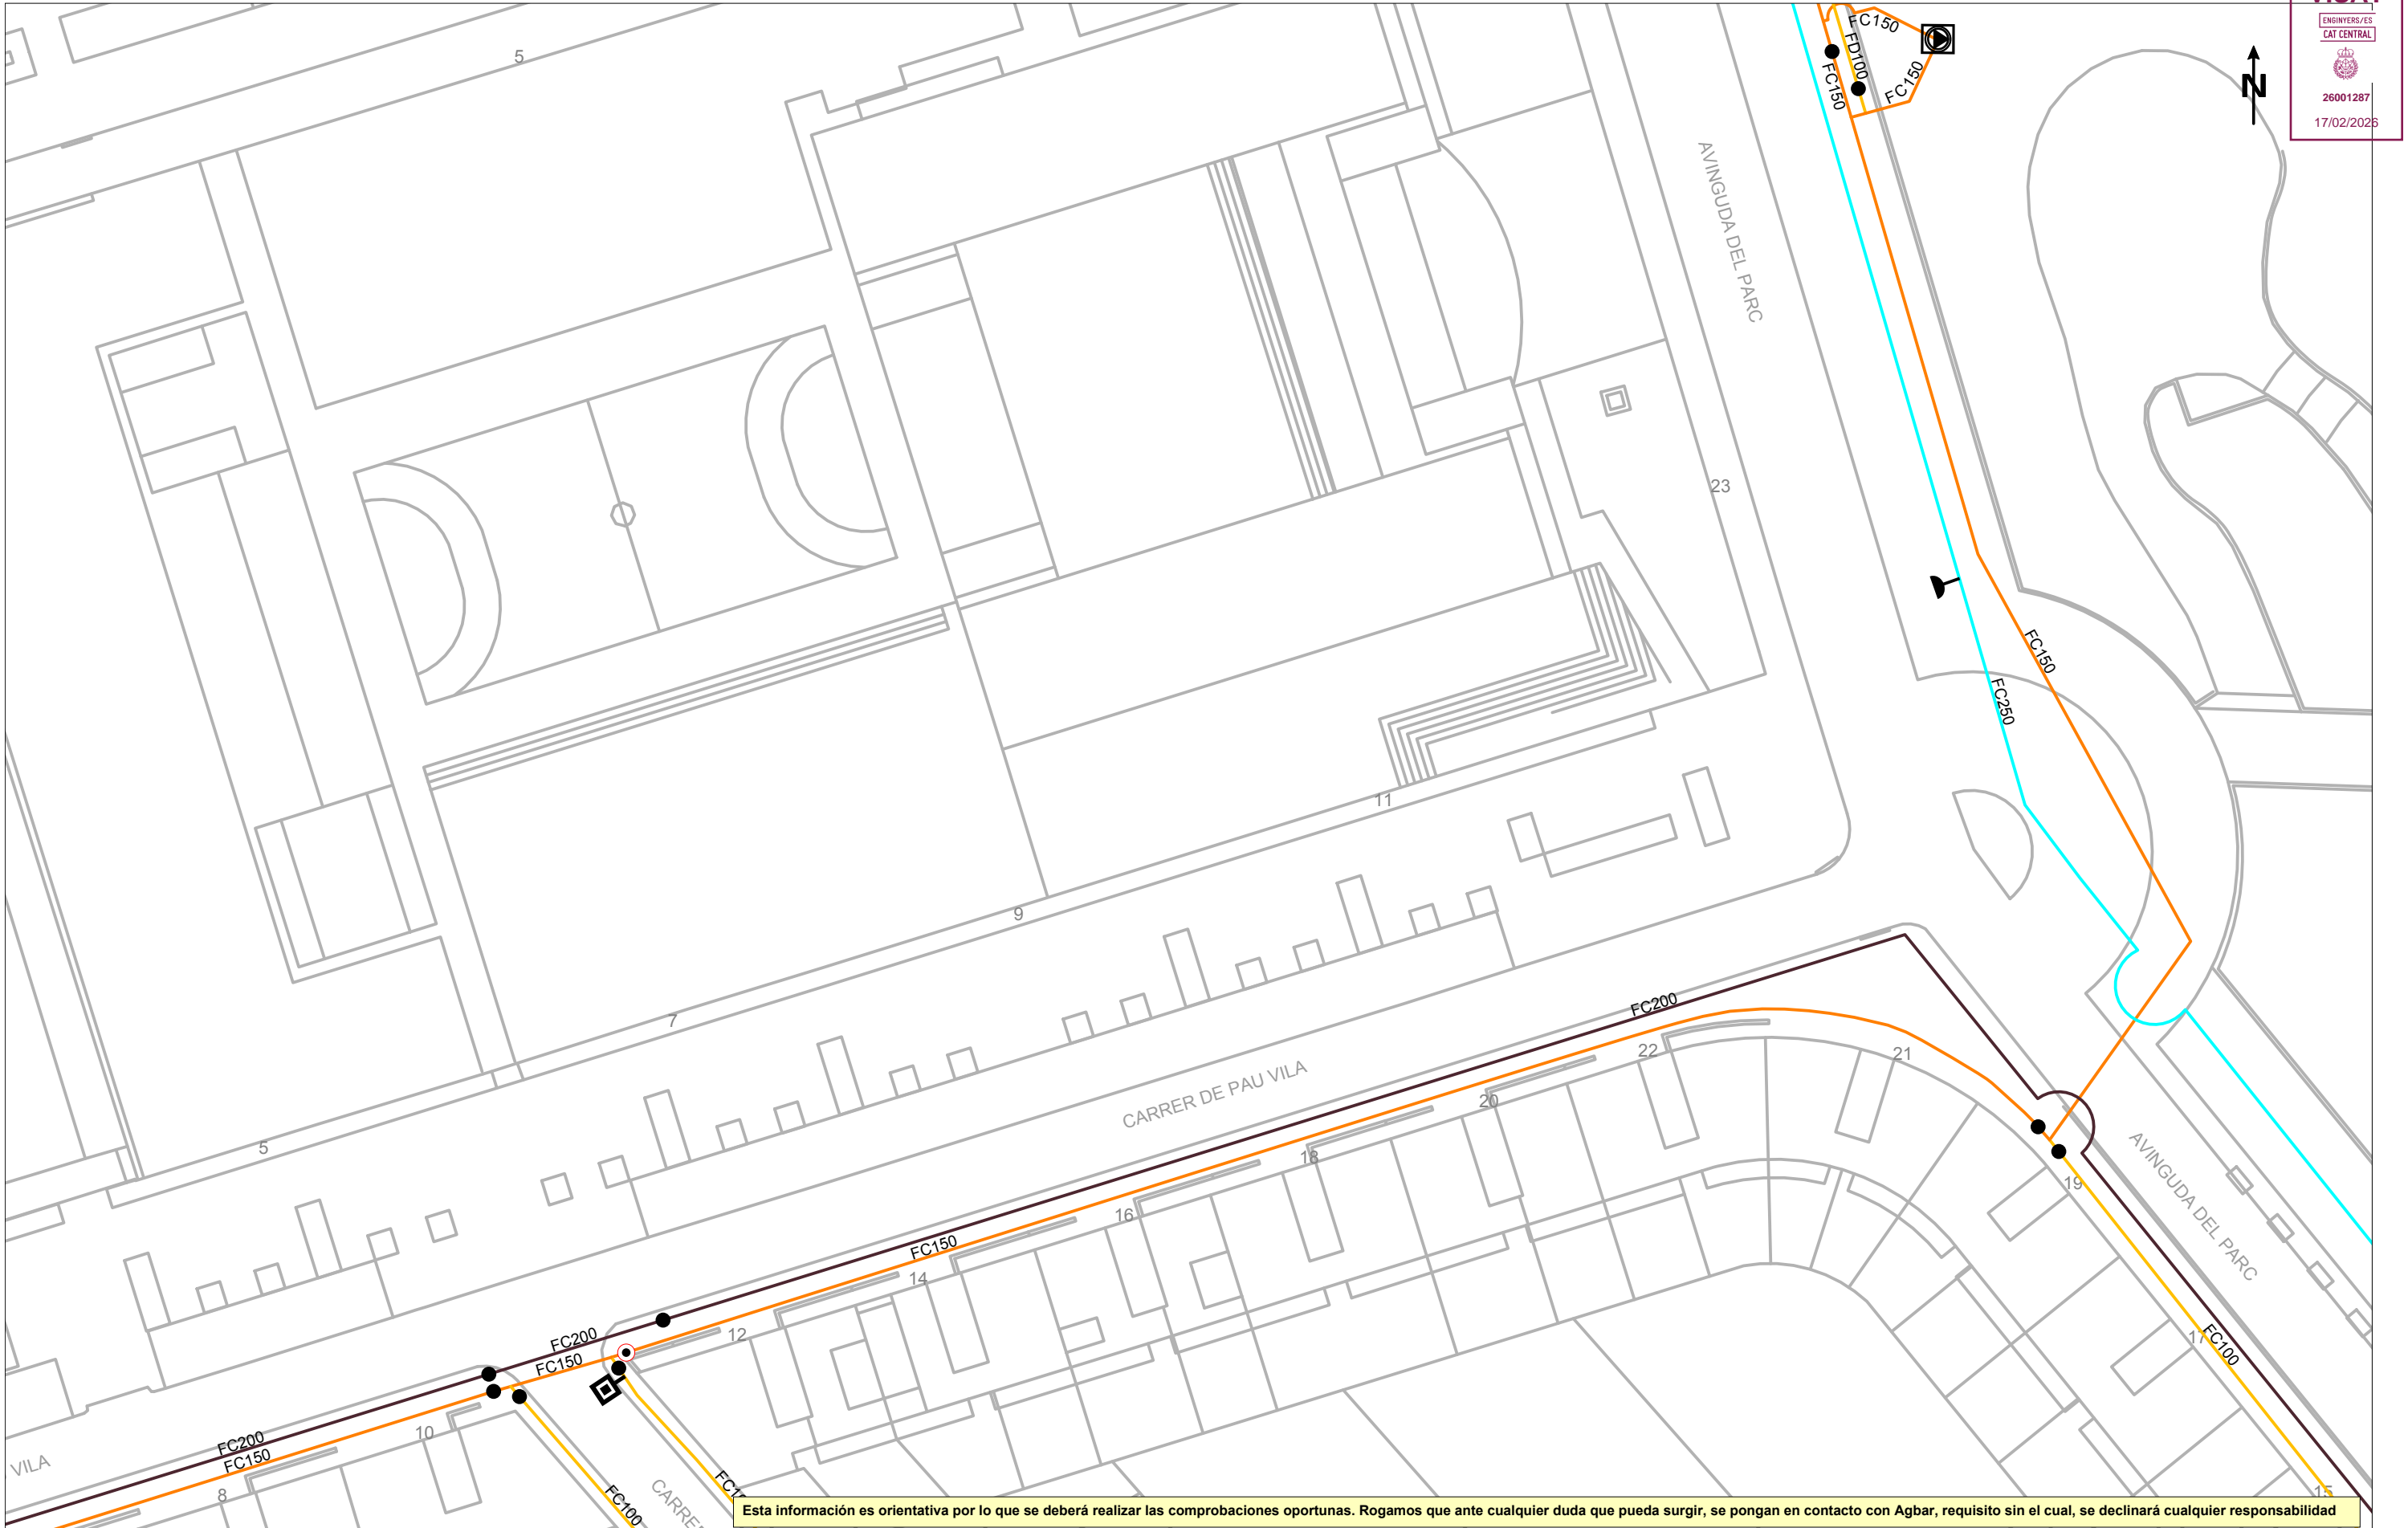 ENGINYERS/ES
CAT CENTRAL
26001287
17/02/2026
N
5
FC150
FD100
FC150
FC150
AVINGUDA DEL PARC
23
FC150
FC250
11
9
7
5
FC200
22
21
20
CARRER DE PAU VILA
18
16
19
AVINGUDA DEL PARC
FC150
14
12
17
FC100
FC200
FC150
10
FC200
FC150
VILA
8
FC100
15
Esta información es orientativa por lo que se deberá realizar las comprobaciones oportunas. Rogamos que ante cualquier duda que pueda surgir, se pongan en contacto con Agbar, requisito sin el cual, se declinará cualquier responsabilidad